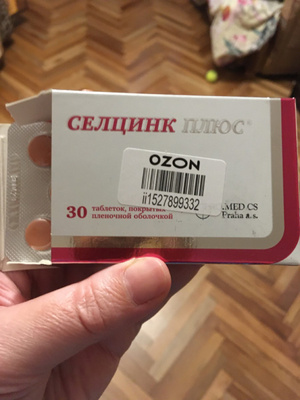 СЕЛЦИНК ПЛЮС®
OZON
ii1527899332
30 таблеток, покрытых
пленочной оболочкой
MED CS
Praha a.s.